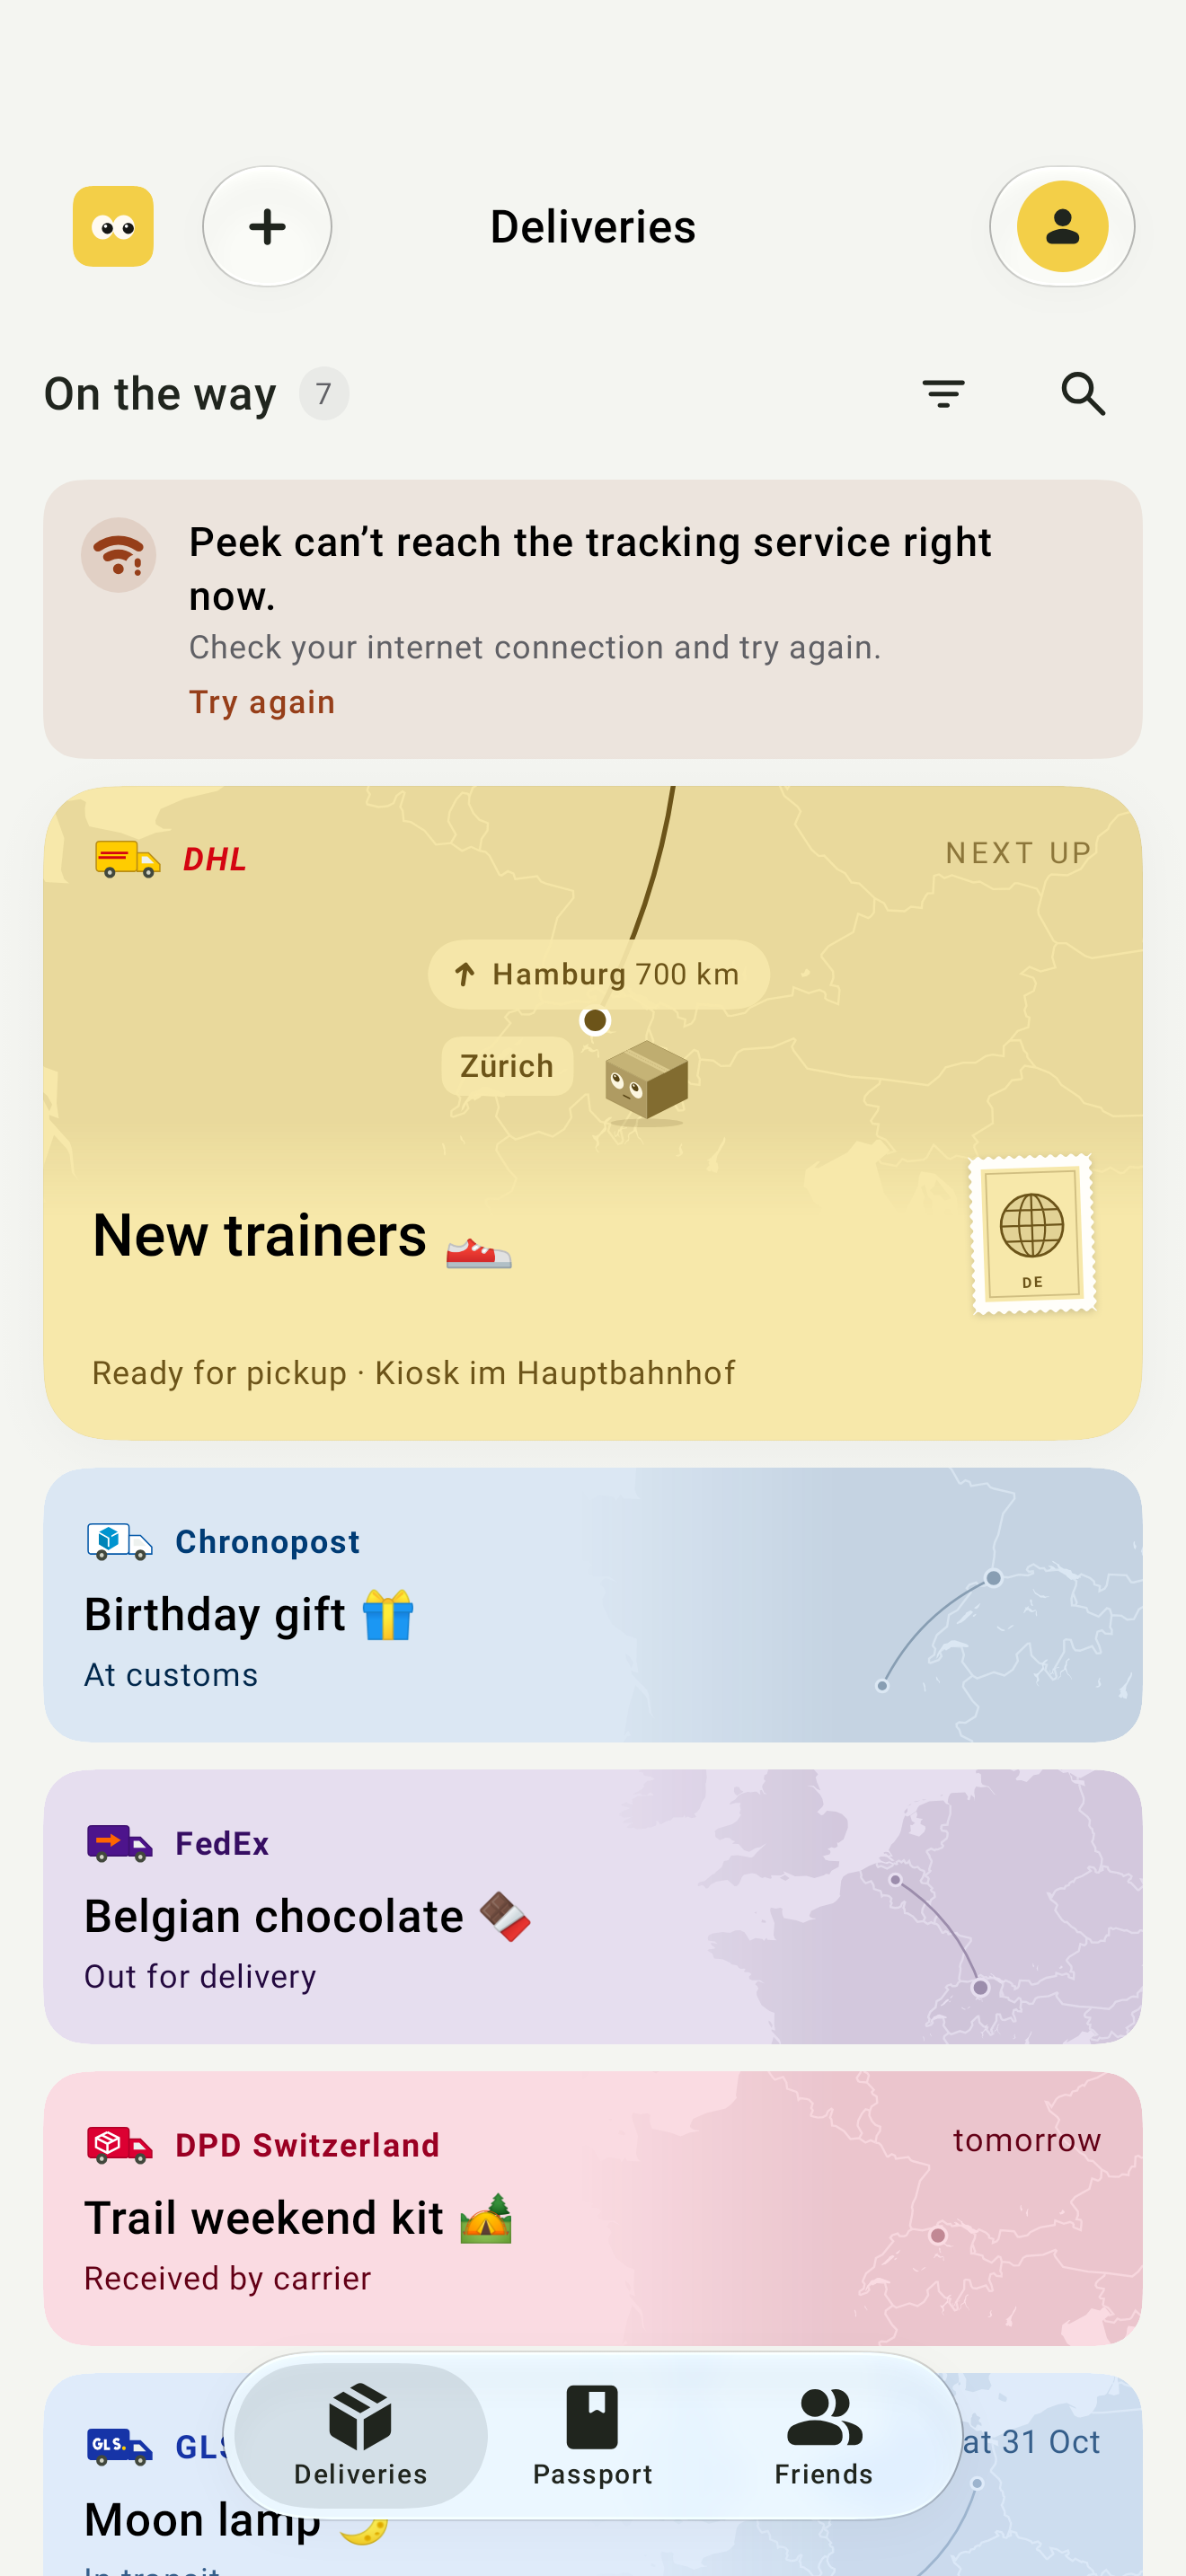 Deliveries
On the way 7
Peek can’t reach the tracking service right
now.
Check your internet connection and try again.
Try again
DHL
NEXT UP
Hamburg 700 km
Zürich
New trainers
DE
Ready for pickup · Kiosk im Hauptbahnhof
Chronopost
Birthday gift
At customs
FedEx
Belgian chocolate
Out for delivery
DPD Switzerland
tomorrow
Trail weekend kit
Received by carrier
GLS.
GLS
at 31 Oct
Moon lamp
In transit
Deliveries
Passport
Friends